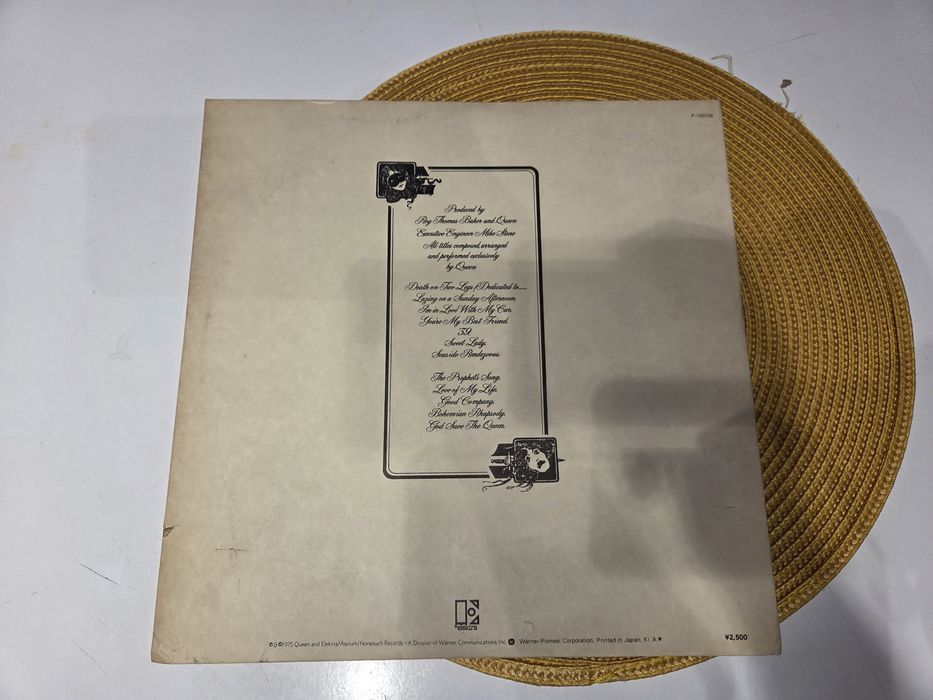 Produced by
Roy Thomas Baker and Queen
Executive Engineer Mike Stone
All titles composed, arranged
and performed exclusively
by Queen
Death on Two Legs (Dedicated to......
Lazing on a Sunday Afternoon.
I'm in Love With My Car.
You're My Best Friend.
'39.
Sweet Lady.
Seaside Rendezvous.
The Prophet's Song.
Love of My Life.
Good Company.
Bohemian Rhapsody.
God Save The Queen.
elektra
℗&©1975 Queen and Elektra/Asylum/Nonesuch Records • A Division of Warner Communications Inc. Warner-Pioneer Corporation. Printed in Japan, Ki. A★
¥2,500